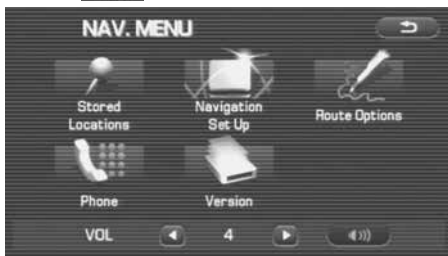 NAV. MENU
Stored
Locations
Navigation
Set Up
Route Options
Phone
Version
VOL 4